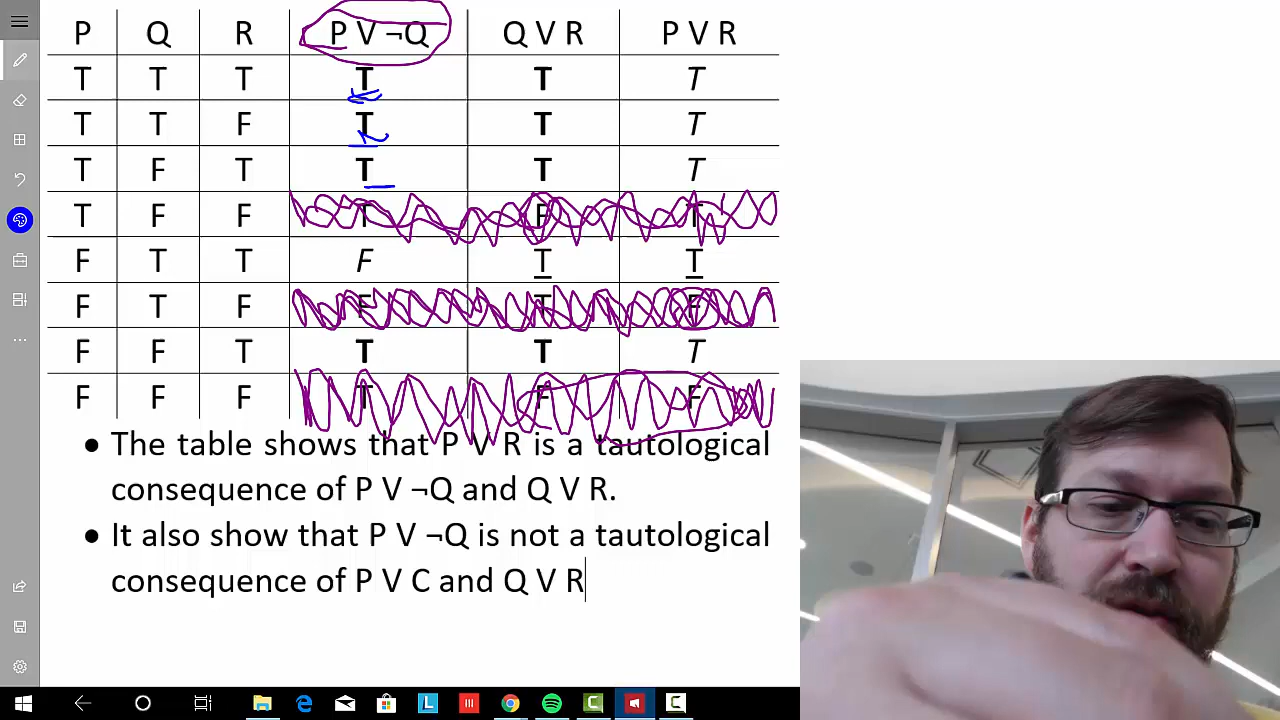 P Q R P V ¬Q Q V R P V R
T T T T T T
T T F T T T
T F T T T T
T F F T F T
F T T F T T
F T F F T F
F F T T T T
F F F T F F
• The table shows that P V R is a tautological
consequence of P V ¬Q and Q V R.
• It also show that P V ¬Q is not a tautological
consequence of P V C and Q V R